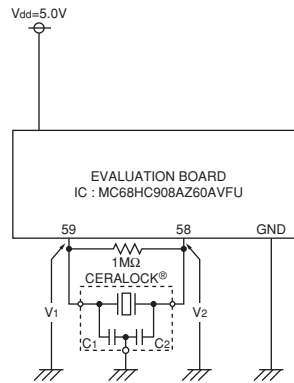 Vdd=5.0V
EVALUATION BOARD
IC : MC68HC908AZ60AVFU
59 58 GND
1MΩ
CERALOCK®
V1 V2
C1 C2